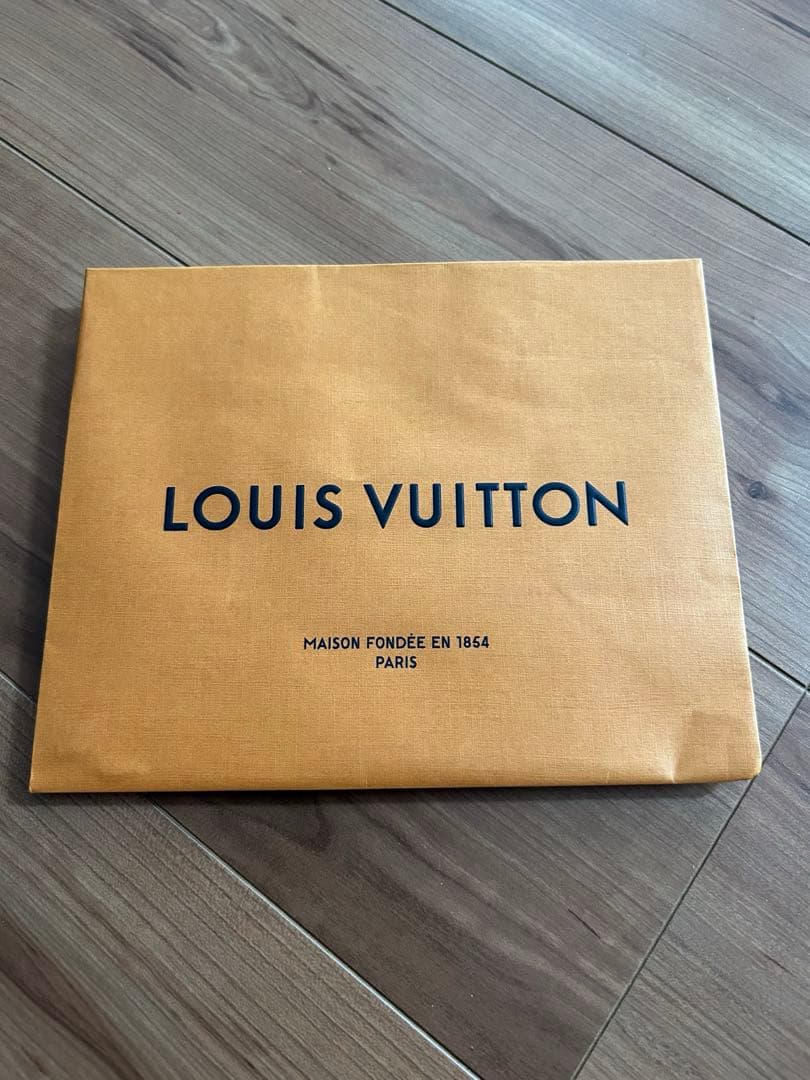 LOUIS VUITTON
MAISON FONDÉE EN 1854
PARIS